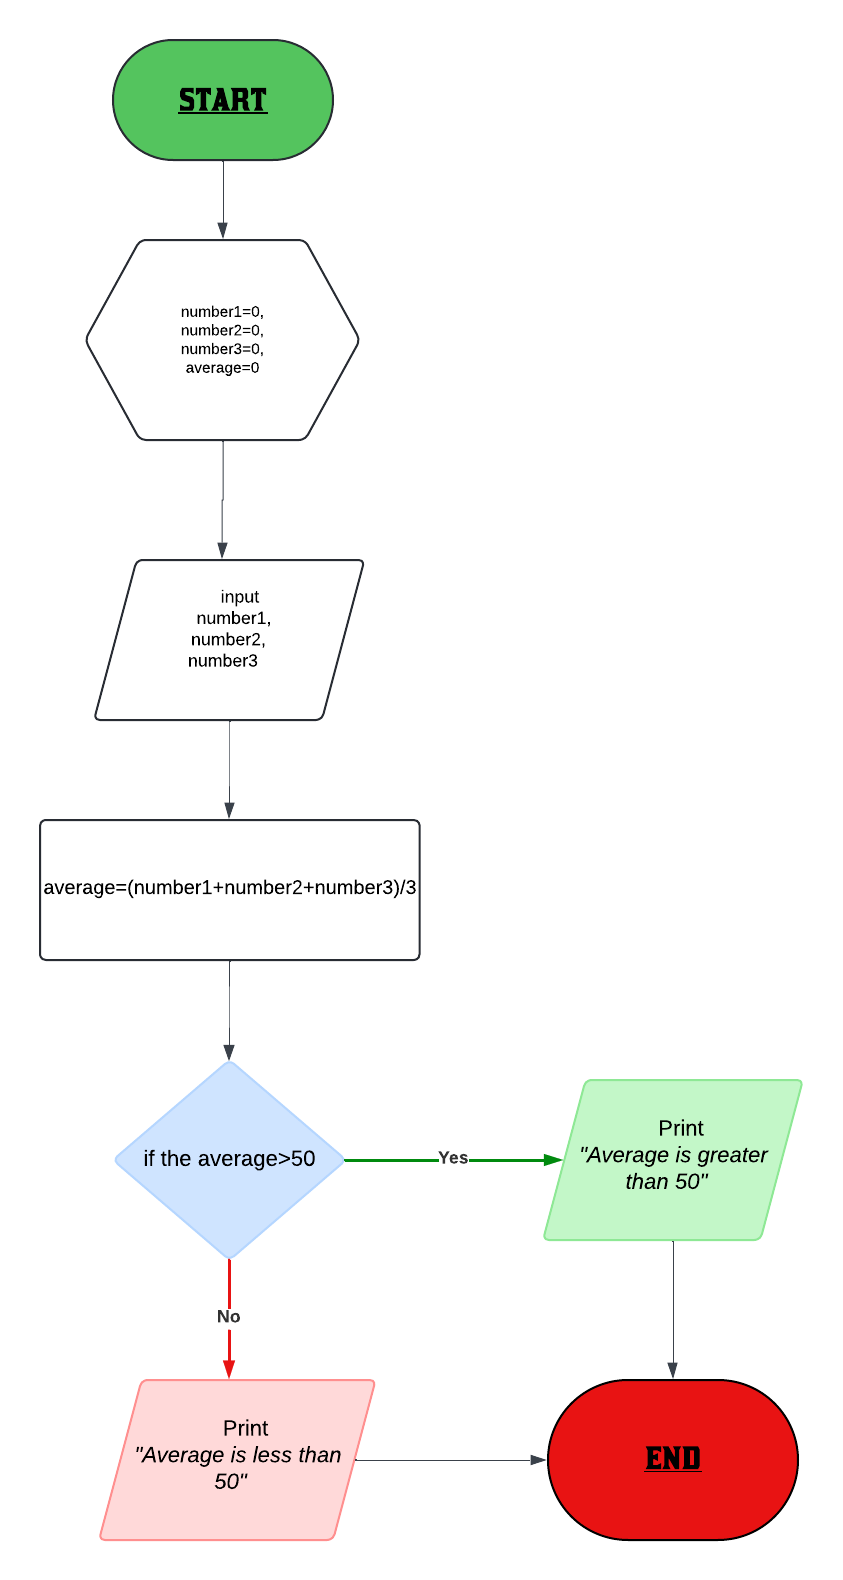 START
number1=0,
number2=0,
number3=0,
average=0
input
number1,
number2,
number3
average=(number1+number2+number3)/3
if the average>50
Yes
Print
"Average is greater
than 50"
No
Print
"Average is less than
50"
END